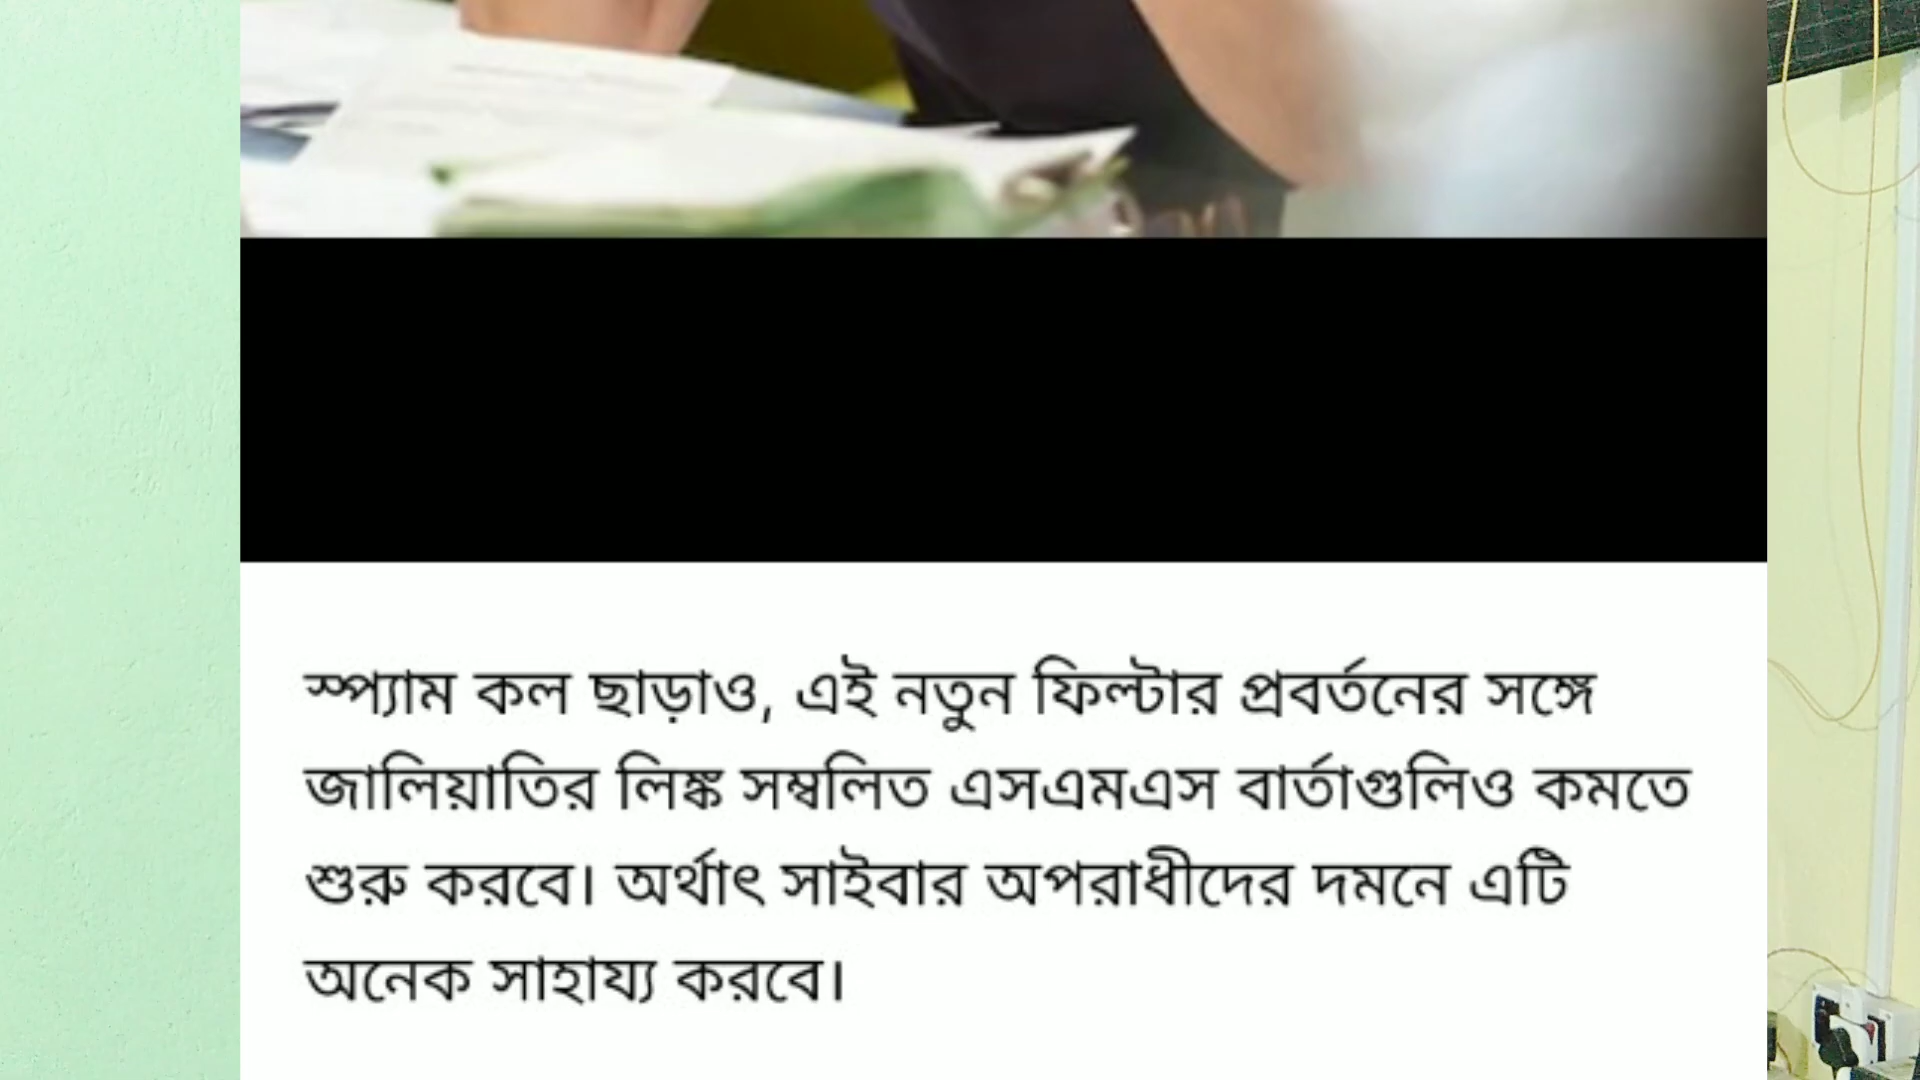 স্প্যাম কল ছাড়াও, এই নতুন ফিল্টার প্রবর্তনের সঙ্গে
জালিয়াতির লিঙ্ক সম্বলিত এসএমএস বার্তাগুলিও কমতে
শুরু করবে। অর্থাৎ সাইবার অপরাধীদের দমনে এটি
অনেক সাহায্য করবে।